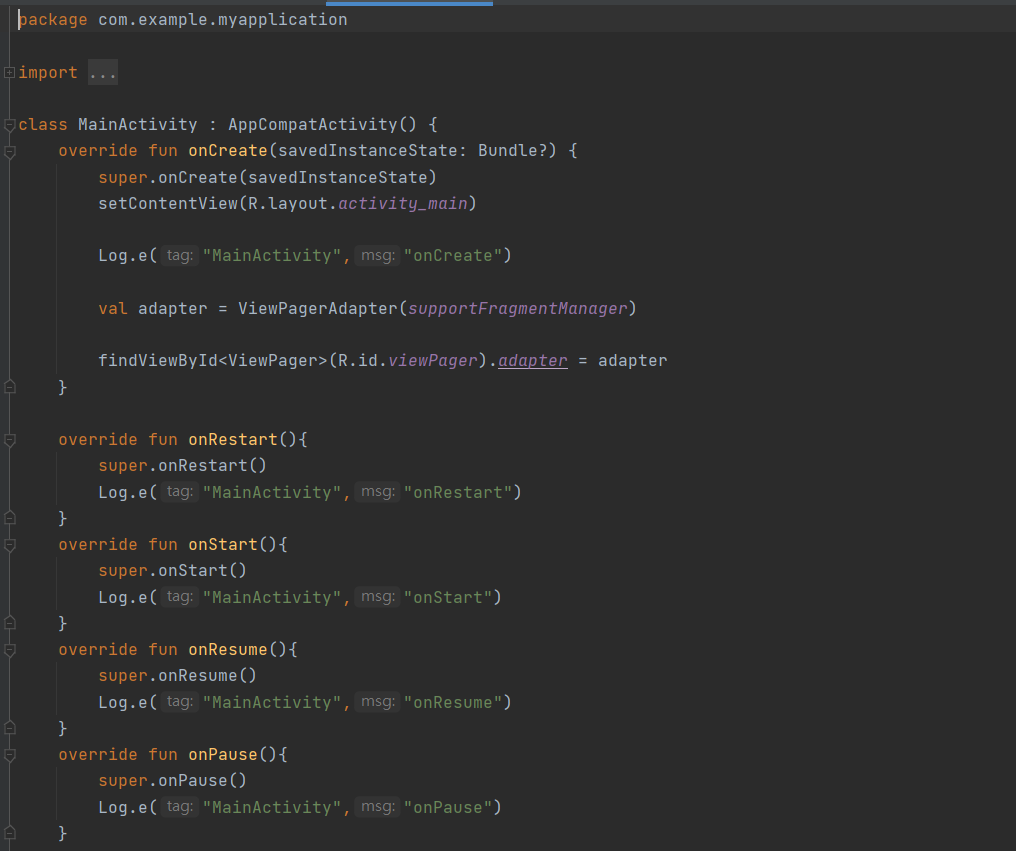 package com.example.myapplication
import ...
class MainActivity : AppCompatActivity() {
override fun onCreate(savedInstanceState: Bundle?) {
super.onCreate(savedInstanceState)
setContentView(R.layout.activity_main)
Log.e( tag: "MainActivity", msg: "onCreate")
val adapter = ViewPagerAdapter(supportFragmentManager)
findViewById<ViewPager>(R.id.viewPager).adapter = adapter
}
override fun onRestart(){
super.onRestart()
Log.e( tag: "MainActivity", msg: "onRestart")
}
override fun onStart(){
super.onStart()
Log.e( tag: "MainActivity", msg: "onStart")
}
override fun onResume(){
super.onResume()
Log.e( tag: "MainActivity", msg: "onResume")
}
override fun onPause(){
super.onPause()
Log.e( tag: "MainActivity", msg: "onPause")
}